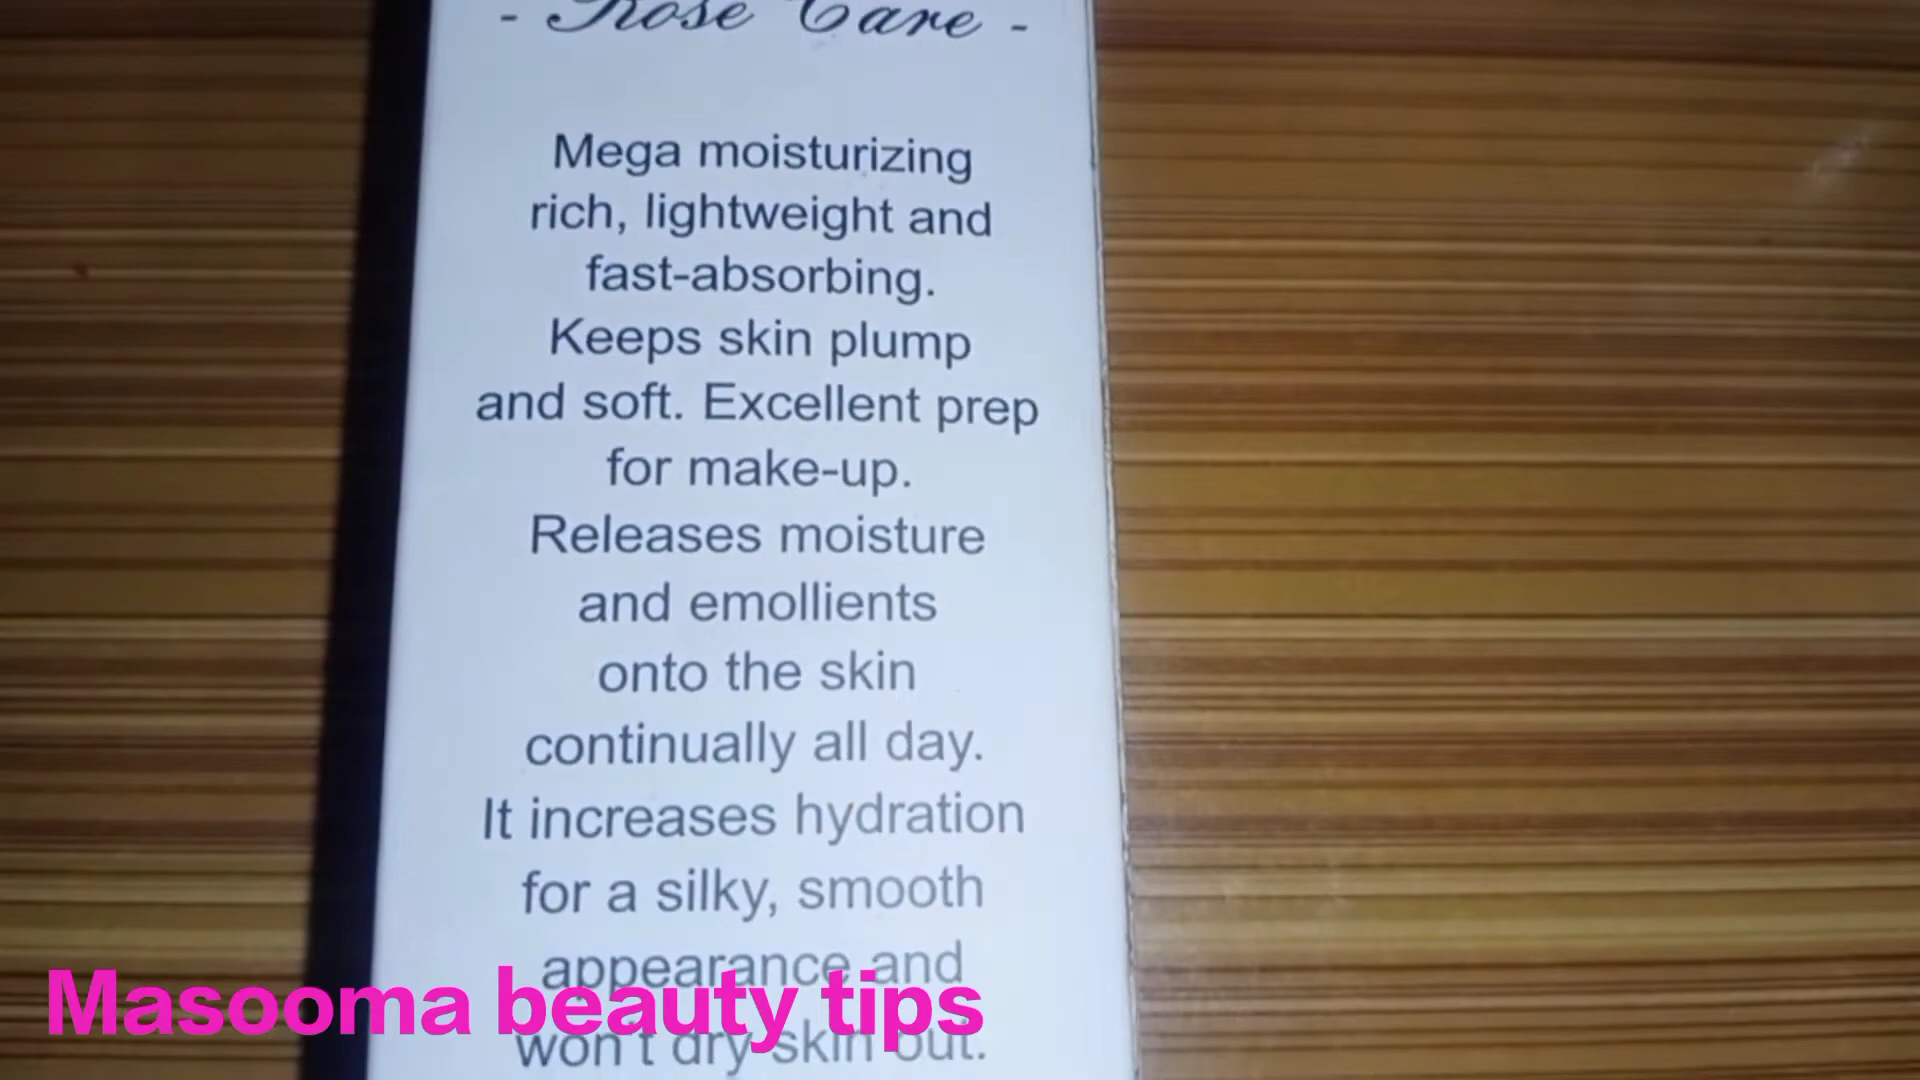 - Rose Care -
Mega moisturizing
rich, lightweight and
fast-absorbing.
Keeps skin plump
and soft. Excellent prep
for make-up.
Releases moisture
and emollients
onto the skin
continually all day.
It increases hydration
for a silky, smooth
appearance and
won't dry skin out.
Masooma beauty tips